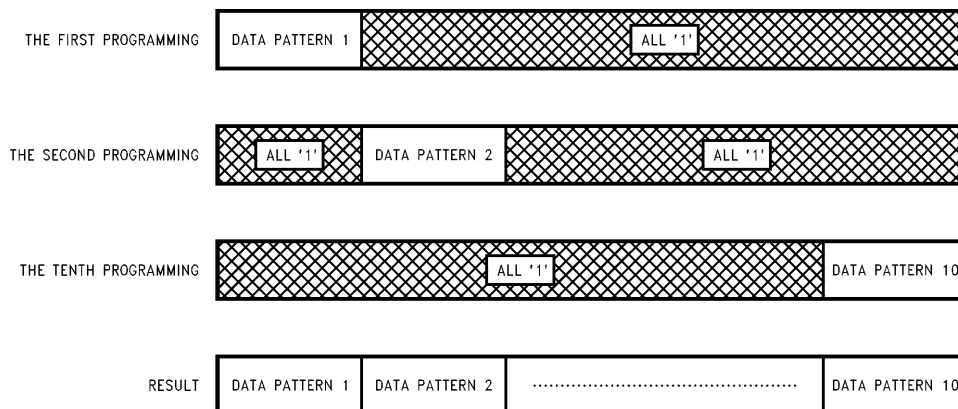 THE FIRST PROGRAMMING DATA PATTERN 1 ALL '1'
THE SECOND PROGRAMMING ALL '1' DATA PATTERN 2 ALL '1'
THE TENTH PROGRAMMING ALL '1' DATA PATTERN 10
RESULT DATA PATTERN 1 DATA PATTERN 2 DATA PATTERN 10